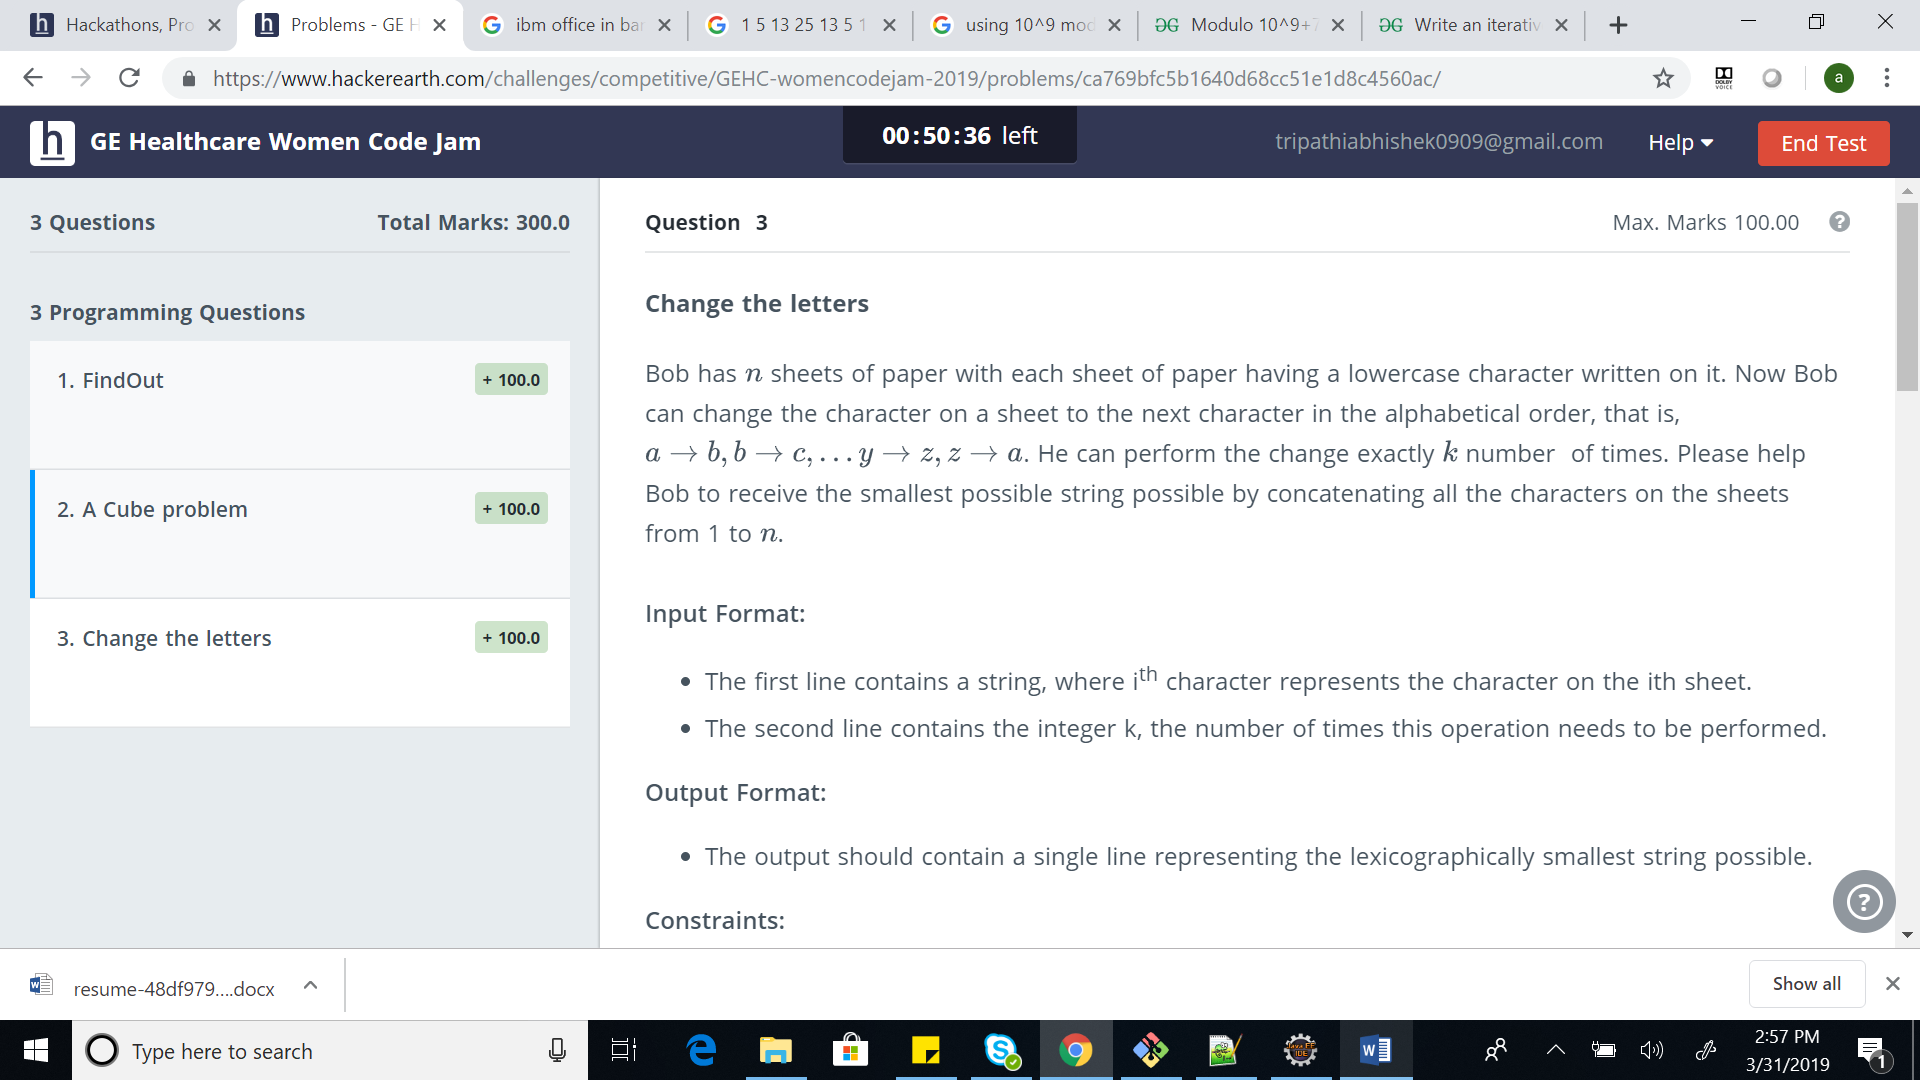 Hackathons, Pro
Problems - GE H
ibm office in ban
1 5 13 25 13 5 1
using 10^9 mod
Modulo 10^9+7
Write an iterativ
https://www.hackerearth.com/challenges/competitive/GEHC-womencodejam-2019/problems/ca769bfc5b1640d68cc51e1d8c4560ac/
DOLBY VOICE
a
h
GE Healthcare Women Code Jam
00:50:36 left
tripathiabhishek0909@gmail.com
Help
End Test
3 Questions
Total Marks: 300.0
3 Programming Questions
1. FindOut
+ 100.0
2. A Cube problem
+ 100.0
3. Change the letters
+ 100.0
Question 3
Max. Marks 100.00
?
Change the letters
Bob has n sheets of paper with each sheet of paper having a lowercase character written on it. Now Bob
can change the character on a sheet to the next character in the alphabetical order, that is,
a → b, b → c, . . . y → z, z → a. He can perform the change exactly k number of times. Please help
Bob to receive the smallest possible string possible by concatenating all the characters on the sheets
from 1 to n.
Input Format:
• The first line contains a string, where ith character represents the character on the ith sheet.
• The second line contains the integer k, the number of times this operation needs to be performed.
Output Format:
• The output should contain a single line representing the lexicographically smallest string possible.
Constraints:
?
resume-48df979....docx
Show all
Type here to search
2:57 PM
3/31/2019
1